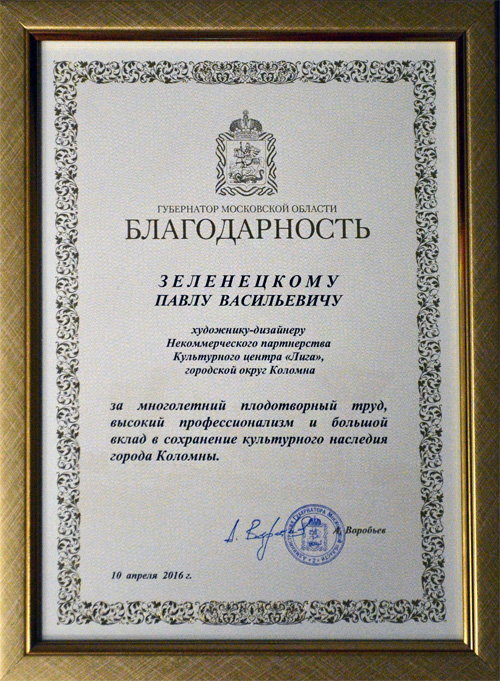 ГУБЕРНАТОР МОСКОВСКОЙ ОБЛАСТИ
БЛАГОДАРНОСТЬ
ЗЕЛЕНЕЦКОМУ
ПАВЛУ ВАСИЛЬЕВИЧУ
художнику-дизайнеру
Некоммерческого партнерства
Культурного центра «Лига»,
городской округ Коломна
за многолетний плодотворный труд,
высокий профессионализм и большой
вклад в сохранение культурного наследия
города Коломны.
А. Воробьев
10 апреля 2016 г.